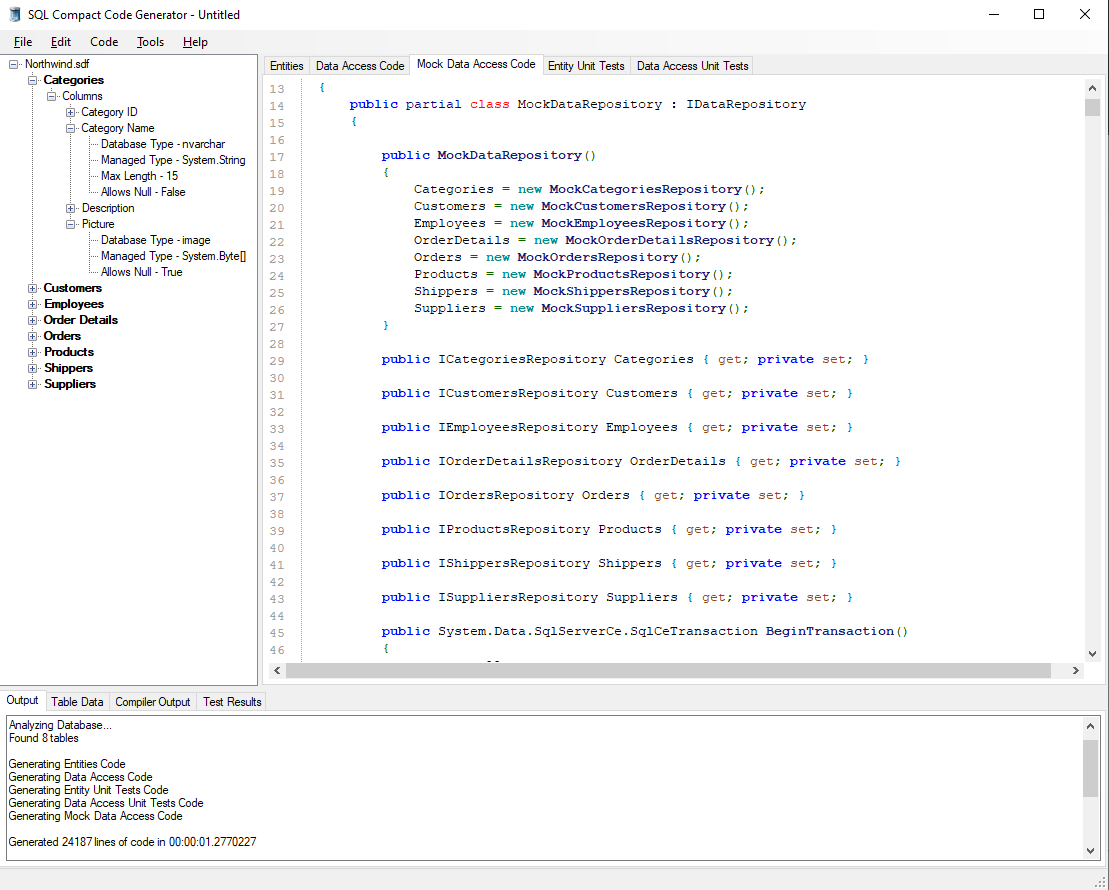 SQL Compact Code Generator - Untitled
File Edit Code Tools Help
Northwind.sdf
Categories
Columns
Category ID
Category Name
Database Type - nvarchar
Managed Type - System.String
Max Length - 15
Allows Null - False
Description
Picture
Database Type - image
Managed Type - System.Byte[]
Allows Null - True
Customers
Employees
Order Details
Orders
Products
Shippers
Suppliers
Entities Data Access Code Mock Data Access Code Entity Unit Tests Data Access Unit Tests
13 {
14 public partial class MockDataRepository : IDataRepository
15 {
16
17 public MockDataRepository()
18 {
19 Categories = new MockCategoriesRepository();
20 Customers = new MockCustomersRepository();
21 Employees = new MockEmployeesRepository();
22 OrderDetails = new MockOrderDetailsRepository();
23 Orders = new MockOrdersRepository();
24 Products = new MockProductsRepository();
25 Shippers = new MockShippersRepository();
26 Suppliers = new MockSuppliersRepository();
27 }
28
29 public ICategoriesRepository Categories { get; private set; }
30
31 public ICustomersRepository Customers { get; private set; }
32
33 public IEmployeesRepository Employees { get; private set; }
34
35 public IOrderDetailsRepository OrderDetails { get; private set; }
36
37 public IOrdersRepository Orders { get; private set; }
38
39 public IProductsRepository Products { get; private set; }
40
41 public IShippersRepository Shippers { get; private set; }
42
43 public ISuppliersRepository Suppliers { get; private set; }
44
45 public System.Data.SqlServerCe.SqlCeTransaction BeginTransaction()
46 {
Output Table Data Compiler Output Test Results
Analyzing Database...
Found 8 tables
Generating Entities Code
Generating Data Access Code
Generating Entity Unit Tests Code
Generating Data Access Unit Tests Code
Generating Mock Data Access Code
Generated 24187 lines of code in 00:00:01.2770227